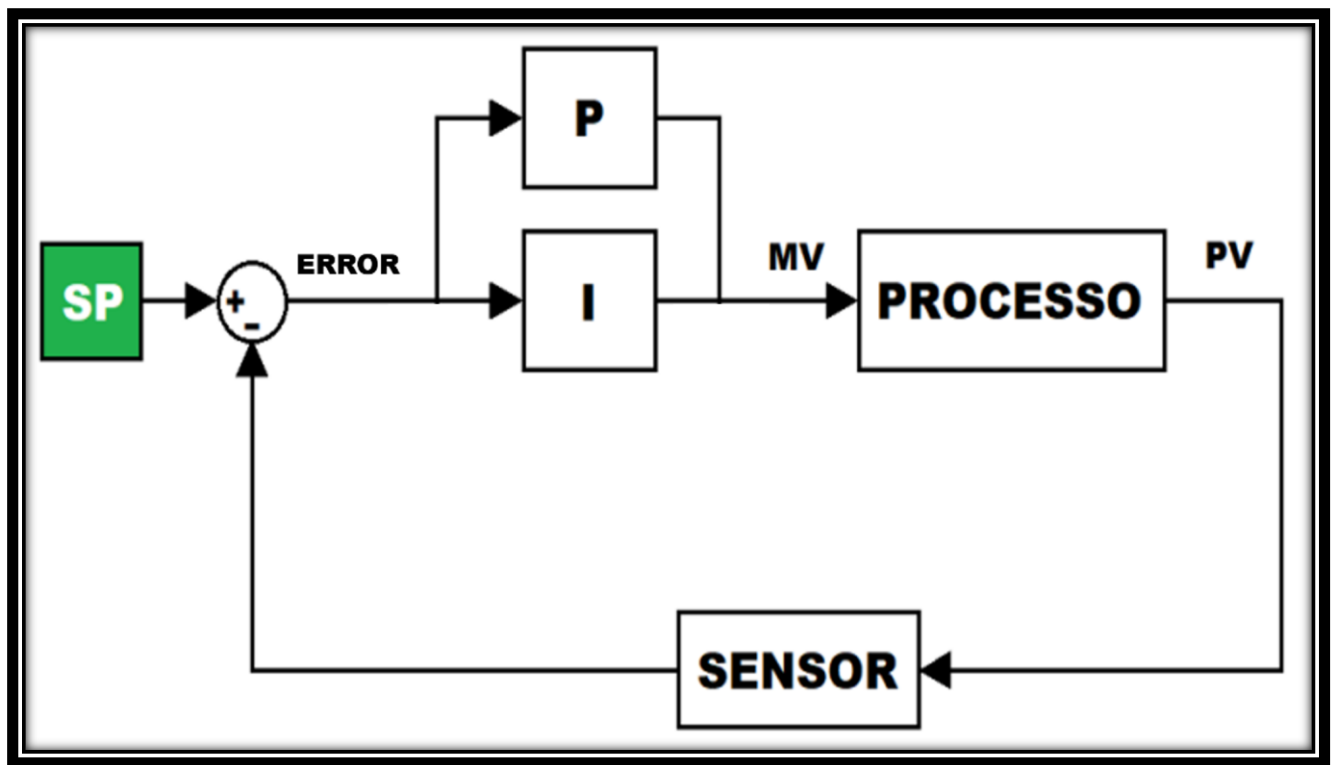 P
SP
+
-
ERROR
I
MV
PROCESSO
PV
SENSOR